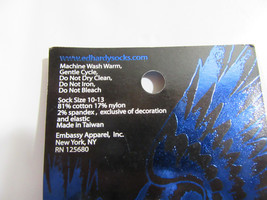 www.edhardysocks.com
Machine Wash Warm,
Gentle Cycle,
Do Not Dry Clean,
Do Not Iron,
Do Not Bleach
Sock Size 10-13
81% cotton 17% nylon
2% spandex, exclusive of decoration
and elastic
Made In Taiwan
Embassy Apparel, Inc.
New York, NY
RN 125680